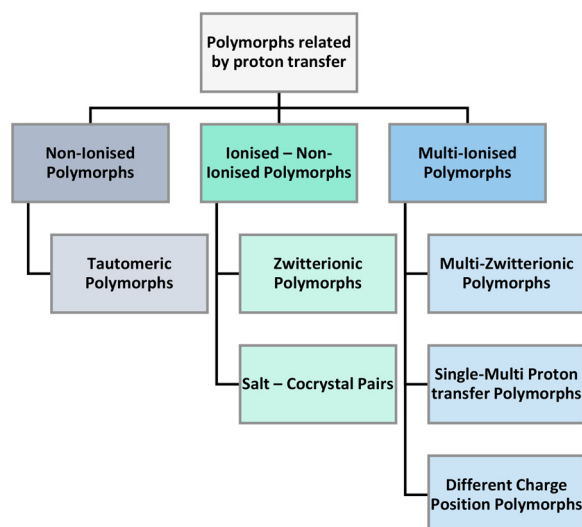 Polymorphs related
by proton transfer
Non-Ionised
Polymorphs
Ionised – Non-
Ionised Polymorphs
Multi-Ionised
Polymorphs
Tautomeric
Polymorphs
Zwitterionic
Polymorphs
Multi-Zwitterionic
Polymorphs
Salt – Cocrystal Pairs
Single-Multi Proton
transfer Polymorphs
Different Charge
Position Polymorphs